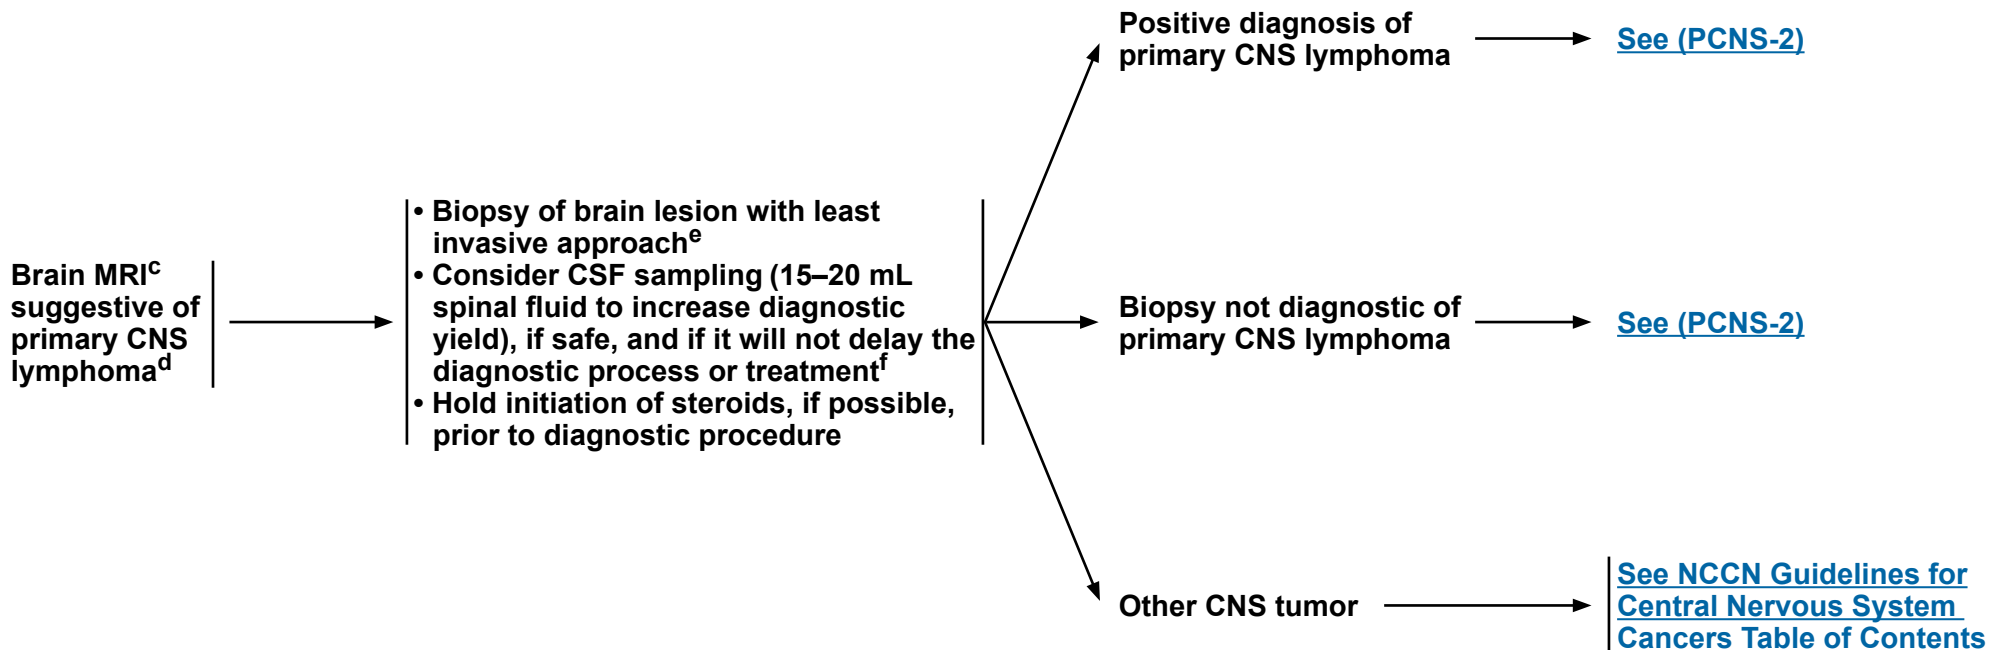 Brain MRIc
suggestive of
primary CNS
lymphomad
• Biopsy of brain lesion with least
invasive approache
• Consider CSF sampling (15–20 mL
spinal fluid to increase diagnostic
yield), if safe, and if it will not delay the
diagnostic process or treatmentf
• Hold initiation of steroids, if possible,
prior to diagnostic procedure
Positive diagnosis of
primary CNS lymphoma
See (PCNS-2)
Biopsy not diagnostic of
primary CNS lymphoma
See (PCNS-2)
Other CNS tumor
See NCCN Guidelines for
Central Nervous System
Cancers Table of Contents